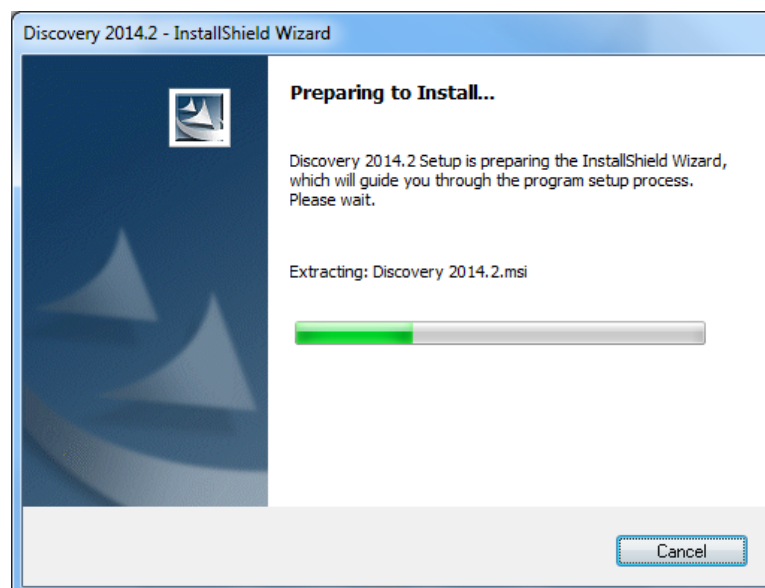 Discovery 2014.2 - InstallShield Wizard
Preparing to Install...
Discovery 2014.2 Setup is preparing the InstallShield Wizard,
which will guide you through the program setup process.
Please wait.
Extracting: Discovery 2014.2.msi
Cancel